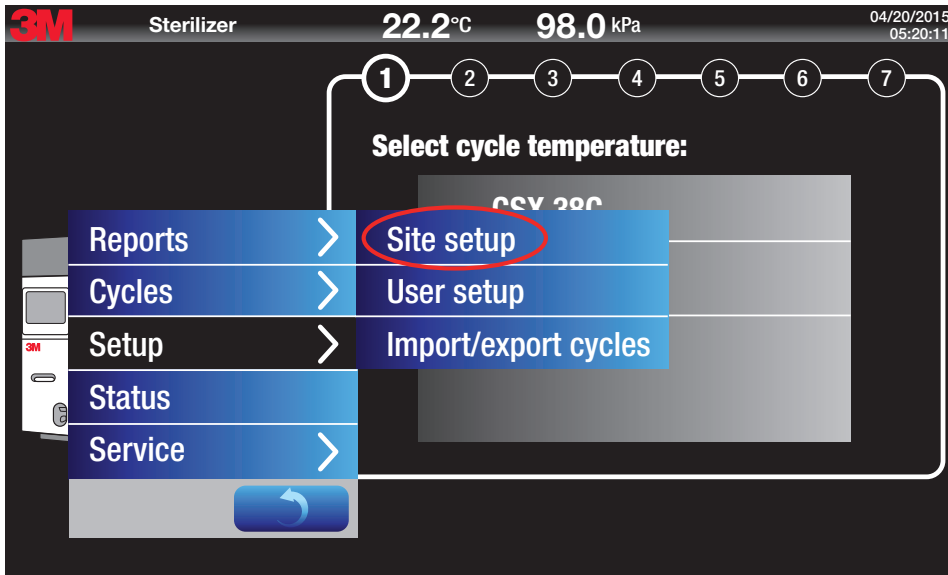 3M Sterilizer 22.2°C 98.0 kPa 04/20/2015
05:20:11
1 2 3 4 5 6 7
Select cycle temperature:
Reports
Cycles
Setup
Status
Service
Site setup
User setup
Import/export cycles
3M